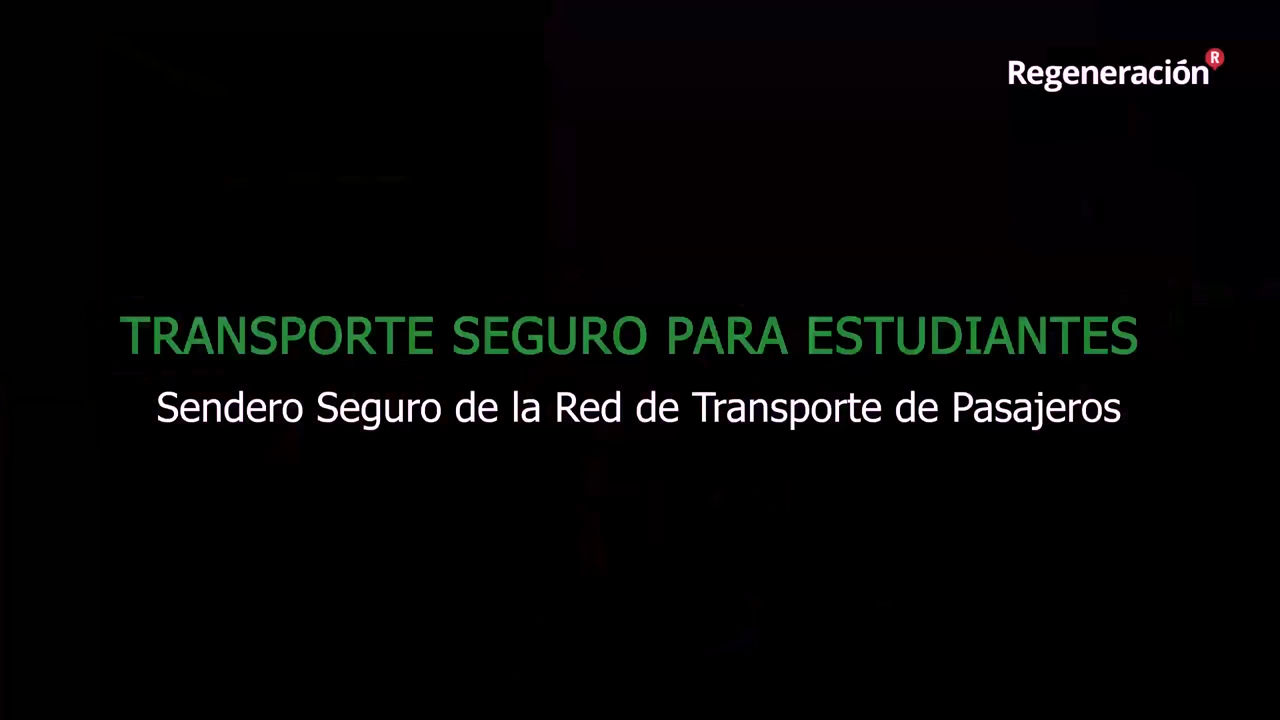 Regeneración
R
TRANSPORTE SEGURO PARA ESTUDIANTES
Sendero Seguro de la Red de Transporte de Pasajeros